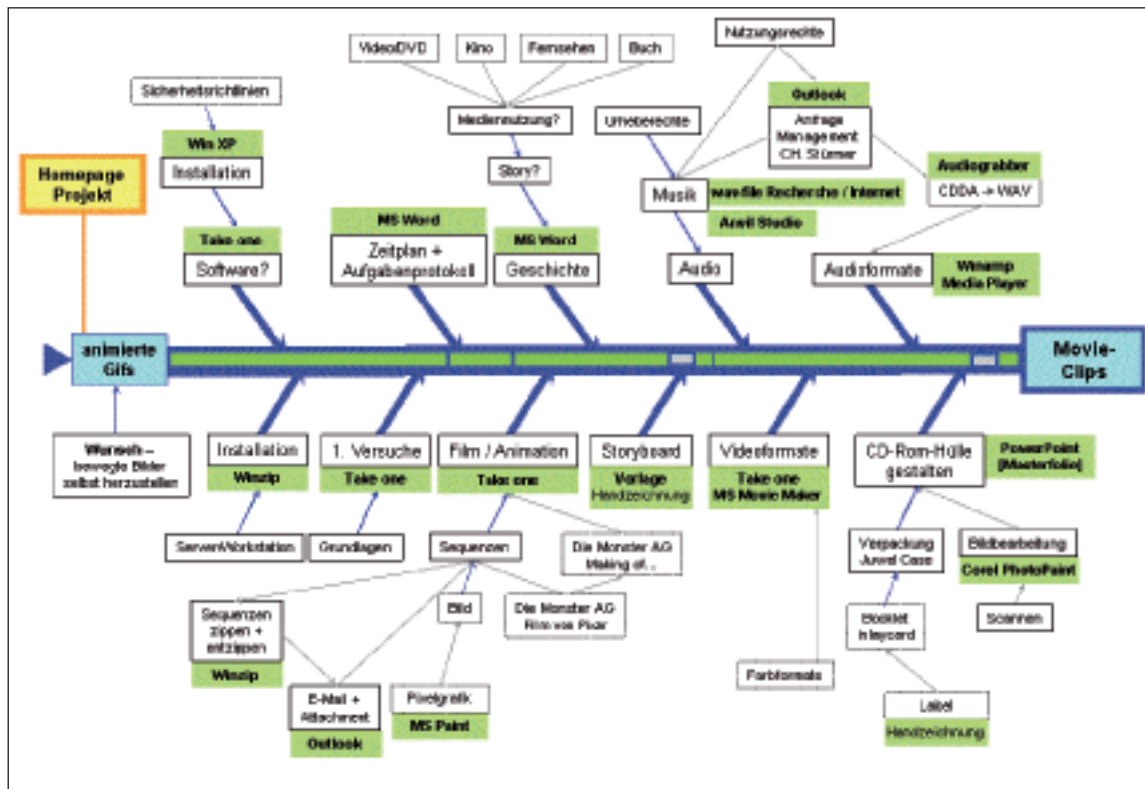 VideoDVD
Kino
Fernsehen
Buch
Nutzungsrechte
Sicherheitsrichtlinien
Win XP
Installation
Mediennutzung?
Urheberrechte
Outlook
Anfrage
Management
CH. Stürmer
Homepage
Projekt
Story?
Musik
wavfile Recherche / Internet
Anvil Studio
Audiograbber
CDDA → WAV
Take one
Software?
MS Word
Zeitplan +
Aufgabenprotokoll
MS Word
Geschichte
Audio
Audioformate
Winamp
Media Player
animierte
Gifs
Movie-
Clips
Wunsch –
bewegte Bilder
selbst herzustellen
Installation
Winzip
1. Versuche
Take one
Film / Animation
Take one
Storyboard
Vorlage
Handzeichnung
Videoformate
Take one
MS Music Maker
CD-Rom-Hülle
gestalten
PowerPoint
[Masterfolie]
Server/Workstation
Grundlagen
Sequenzen
Die Monster AG
Making of...
Verpackung
Juwel Case
Bildbearbeitung
Corel PhotoPaint
Sequenzen
zippen +
entzippen
Winzip
Bild
Die Monster AG
Film von Pixar
Booklet
Inlaycard
Scannen
E-Mail +
Attachment
Outlook
Pixelgrafik
MS Paint
Farbformate
Label
Handzeichnung